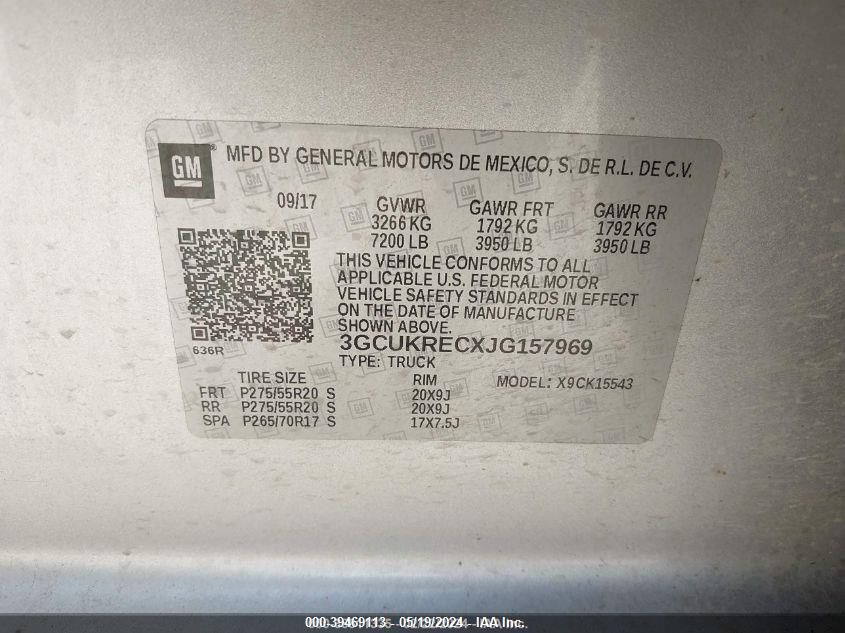 GM® MFD BY GENERAL MOTORS DE MEXICO, S. DE R.L. DE C.V.
09/17 GVWR GAWR FRT GAWR RR
3266 KG 1792 KG 1792 KG
7200 LB 3950 LB 3950 LB
THIS VEHICLE CONFORMS TO ALL
APPLICABLE U.S. FEDERAL MOTOR
VEHICLE SAFETY STANDARDS IN EFFECT
ON THE DATE OF MANUFACTURE
SHOWN ABOVE.
636R 3GCUKRECXJG157969
TYPE: TRUCK
TIRE SIZE RIM MODEL: X9CK15543
FRT P275/55R20 S 20X9J
RR P275/55R20 S 20X9J
SPA P265/70R17 S 17X7.5J
000-39469113 - 05/19/2024 - IAA Inc.